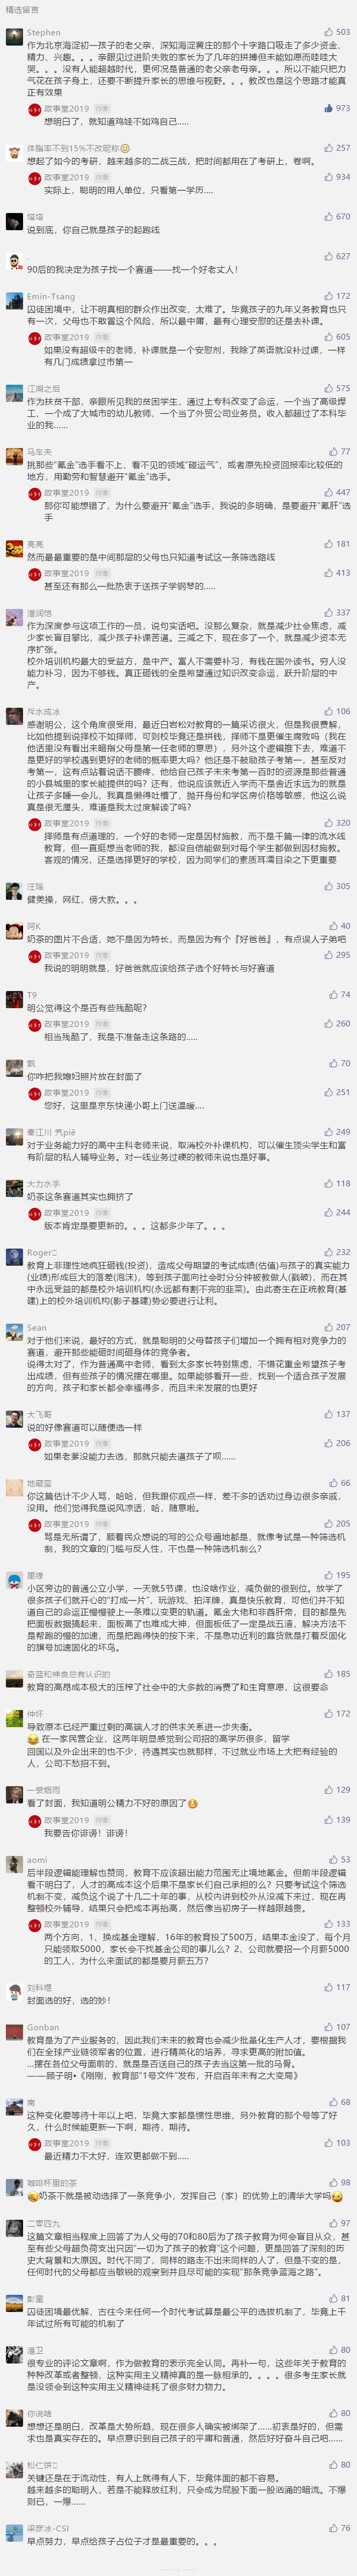 精选留言
Stephen 503
作为北京海淀初一孩子的老父亲，深知海淀黄庄的那个十字路口吸走了多少资金、
精力、兴趣。。。亲眼见过进阶失败的家长为了几年的拼搏但未能如愿而哇哇大
哭。。。没有人能超越时代，更何况是普通的老父亲老母亲。。。所以不能只把力
气花在孩子身上，还要不断提升家长的思维与视野。。。教改也是这个思路才能真
正有效果
政事堂2019 作者 973
想明白了，就知道鸡娃不如鸡自己.....
体脂率不到15%不改昵称 257
想起了如今的考研，越来越多的二战三战，把时间都用在了考研上，卷啊。
政事堂2019 作者 934
实际上，聪明的用人单位，只看第一学历....
塔塔 670
说到底，你自己就是孩子的起跑线
. 627
90后的我决定为孩子找一个赛道——找一个好老丈人！
Emin-Tsang 172
囚徒困境中，让不明真相的群众作出改变，太难了。毕竟孩子的九年义务教育也只
有一次，父母也不敢冒这个风险，所以最中庸，最有心理安慰的还是去补课。
政事堂2019 作者 605
如果没有超级牛的老师，补课就是一个安慰剂，我除了英语就没补过课，一样
有几门成绩拿过市第一
江湖之后 575
作为扶贫干部，亲眼所见我的贫困学生，通过上专科改变了命运，一个当了高级焊
工、一个成了大城市的幼儿教师、一个当了外贸公司业务员。收入都超过了本科毕
业的我......
马车夫 77
挑那些“氪金”选手看不上、看不见的领域“碰运气”，或者原先投资回报率比较低的
地方，用勤劳和智慧避开“氪金”选手。
政事堂2019 作者 447
那你可能想错了，为什么要避开“氪金”选手，我说的多明确，是要避开“氪肝”选
手
亮亮 181
然而最最重要的是中间那层的父母也只知道考试这一条筛选路线
政事堂2019 作者 413
甚至还有那么一批热衷于送孩子学钢琴的.....
潘润恺 337
作为深度参与这项工作的一员，说句实话吧。没那么复杂，就是减少社会焦虑，减
少家长盲目攀比，减少孩子补课苦逼。三减之下，现在多了一个，就是减少资本无
序扩张。
校外培训机构最大的受益方，是中产。富人不需要补习，有钱在国外读书。穷人没
能力补习，因为不够钱。真正砸钱的全是希望通过知识改变命运，跃升阶层的中
产。
斥水成冰 106
感谢明公，这个角度很受用，最近白岩松对教育的一篇采访很火，但是我很费解，
比如他提到说择校不如择师，可则校毕竟还是拼钱，择师不是更催生腐败吗（我在
他话里没有看出来暗指父母是第一任老师的意思），另外这个逻辑推下去，难道不
是更好的学校遇到更好的老师的概率更大吗？他还是不鼓励孩子考第一，甚至反对
考第一，这有点站着说话不腰疼，他给自己孩子未来考第一百时的资源是那些普通
的小县城里的家长能提供的吗？还有，他说应该就近入学而不是舍近求远为的就是
让孩子多睡一会儿，我真是懒得吐槽了，抛开身份和学区房价格等敏感，他这么说
真是很无厘头，难道是我太过度解读了吗？
政事堂2019 作者 320
择师是有点道理的，一个好的老师一定是因材施教，而不是千篇一律的流水线
教育，但一直挺想当老师的我，都没自信能做到对每个学生都做到因材施教。
客观的情况，还是选择更好的学校，因为同学们的素质耳濡目染之下更重要
汪瑶 305
健美操，网红，傍大款。。。
阿K 40
奶茶的图片不合适，她不是因为特长，而是因为有个『好爸爸』，有点误人子弟吧
政事堂2019 作者 295
我说的明明就是，好爸爸就应该给孩子选个好特长与好赛道
T9 74
明公觉得这个是否有些残酷呢？
政事堂2019 作者 260
相当残酷了，我是不准备走这条路的.....
甄 70
你咋把我媳妇照片放在封面了
政事堂2019 作者 251
您好，这里是京东快递小哥上门送温暖....
秦江川 氕piē 249
对于业务能力好的高中主科老师来说，取消校外补课机构，可以催生顶尖学生和富
有阶层的私人辅导业务。对一线业务过硬的教师来说也是好事。
大力水手 118
奶茶这条赛道其实也拥挤了
政事堂2019 作者 244
版本肯定是要更新的。。。这都多少年了。。。
Roger 232
教育上非理性地疯狂砸钱(投资)，造成父母期望的考试成绩(估值)与孩子的真实能力
(业绩)形成巨大的落差(泡沫)，等到孩子面向社会时分分钟被教做人(戳破)，而在其
中永远受益的都是校外培训机构(永远都有割不完的韭菜)。由此寄生在正统教育(基
建)上的校外培训机构(影子基建)势必要进行让利。
Sean 207
对于他们来说，最好的方式，就是聪明的父母替孩子们增加一个拥有相对竞争力的
赛道，避开那些能砸时间砸身体的竞争者。
说得太对了，作为普通高中老师，看到太多家长特别焦虑，不惜花重金希望孩子考
出成绩，但有些孩子的情况摆在哪里。如果能够看开一些，找到一个适合孩子发展
的方向，孩子和家长都会幸福得多，而且未来发展的也更好
大飞哥 137
说的好像赛道可以随便选一样
政事堂2019 作者 206
如果老爹没能力去选，那就只能去逼孩子了呗......
地藏蛮 66
你这篇估计不少人骂，哈哈，但我跟你观点一样，差不多的话劝过身边很多亲戚，
没用。他们觉得我是说风凉话，哈，随意啦。
政事堂2019 作者 205
骂是无所谓了，顺着民众想说的写的公众号遍地都是，就像考试是一种筛选机
制，我的文章的门槛与反人性，不也是一种筛选机制么？
墨缘 195
小区旁边的普通公立小学，一天就5节课，也没啥作业，减负做的很到位。放学了
很多孩子们就开心的“打成一片”，玩游戏、拍洋牌，真是快乐教育，可他们并不知
道自己的命运正慢慢驶上一条难以变更的轨道。氪金大佬和非酋肝帝，目的都是先
把面板数据搞起来，面板高了也难成大神，但面板低了一定是战五渣，解决方法不
是帮跑的慢的加速，而是把跑得快的按下来，不是急功近利的蠢货就是打着反固化
的旗号加速固化的坏鸟。
奇蓝和神良总有认识的 185
教育的高昂成本极大的压榨了社会中的大多数的消费了和生育意愿，这很要命
仲怀 172
导致原本已经严重过剩的高端人才的供求关系进一步失衡。
在一家民营企业，这两年明显感觉到公司招的高学历很多，留学
回国以及外企出来的也不少，待遇其实也就那样，不过就业市场上大把有经验的
人，公司不愁招不到。
一蓑烟雨 129
看了封面，我知道明公精力不好的原因了
政事堂2019 作者 139
我要告你诽谤！诽谤！
aomi 53
后半段逻辑能理解也赞同，教育不应该超出能力范围无止境地氪金。但前半段逻辑
看不明白了，人才的高成本这个后果不是家长们自己承担的么？只要考试这个筛选
机制不变，减负这个说了十几二十年的事，从校内讲到校外从没减下来过，现在再
整顿校外辅导，结果只会把成本再抬高，然后像当初房子一样越限越贵。
政事堂2019 作者 133
两个方向，1、换成基金理解，16年的教育投了500万，结果本金没了，每个月
只能领取5000，家长会不找基金公司的事儿么？2、公司就要招一个月薪5000
的工人，为什么来面试的都是要月薪五万？
刘科煜 117
封面选的好，选的妙！
Gonban 107
教育是为了产业服务的，因此我们未来的教育也会减少批量化生产人才，要根据我
们在全球产业链领军者的位置，进行精英化的培养，寻求更高的附加值。
...摆在各位父母面前的，就是是否送自己的孩子去当这第一批的马骨。
——顾子明•《刚刚，教育部“1号文件”发布，开启百年未有之大变局》
南 68
这种变化要等待十年以上吧，毕竟大家都是惯性思维，另外教育的那个号等了好
久，什么时候能更新一下啊，期待，期待。
政事堂2019 作者 103
最近精力不太好，连双更都做不到.....
咖啡杯里的茶 98
奶茶不就是被动选择了一条竞争小，发挥自己（家）的优势上的清华大学吗
二零四九 97
这篇文章相当程度上回答了为人父母的70和80后为了孩子教育为何会盲目从众，甚
至有些父母超负荷支出只因“一切为了孩子的教育”这个问题，更是回答了深刻的历
史大背景和大原因。时代不同了，同样的路走不出来同样的人了，但是不变的是，
任何时代的父母都应当敏锐的观察到并且尽可能的实现“那条竞争蓝海之路”。
彭童 81
囚徒困境最优解，古往今来任何一个时代考试算是最公平的选拔机制了，毕竟上千
年试过所有可能的机制了
潘卫 80
很专业的评论文章啊，作为做教育的表示完全认同。再补一句，这些年关于教育的
种种改革或者整顿，这种实用主义精神真的是一脉相承的。。。。很多考生家长就
是没领会到这种实用主义精神徒耗了很多财力物力。
你说啥 80
想想还是明白，改革是大势所趋，现在很多人确实被绑架了......初衷是好的，但需
求也是真实存在的。早点意识到自己孩子的平庸和普通，然后好好奋斗自己吧......
松仁饼 80
关键还是在于流动性，有人上就得有人下，毕竟体面的都不容易。
越来越多的聪明人，若是不能释放红利，只会成为屁股下面一股汹涌的暗流。不爆
则已，一爆......
梁彦冰-CSI 76
早点努力，早点给孩子占位子才是最重要的。。。